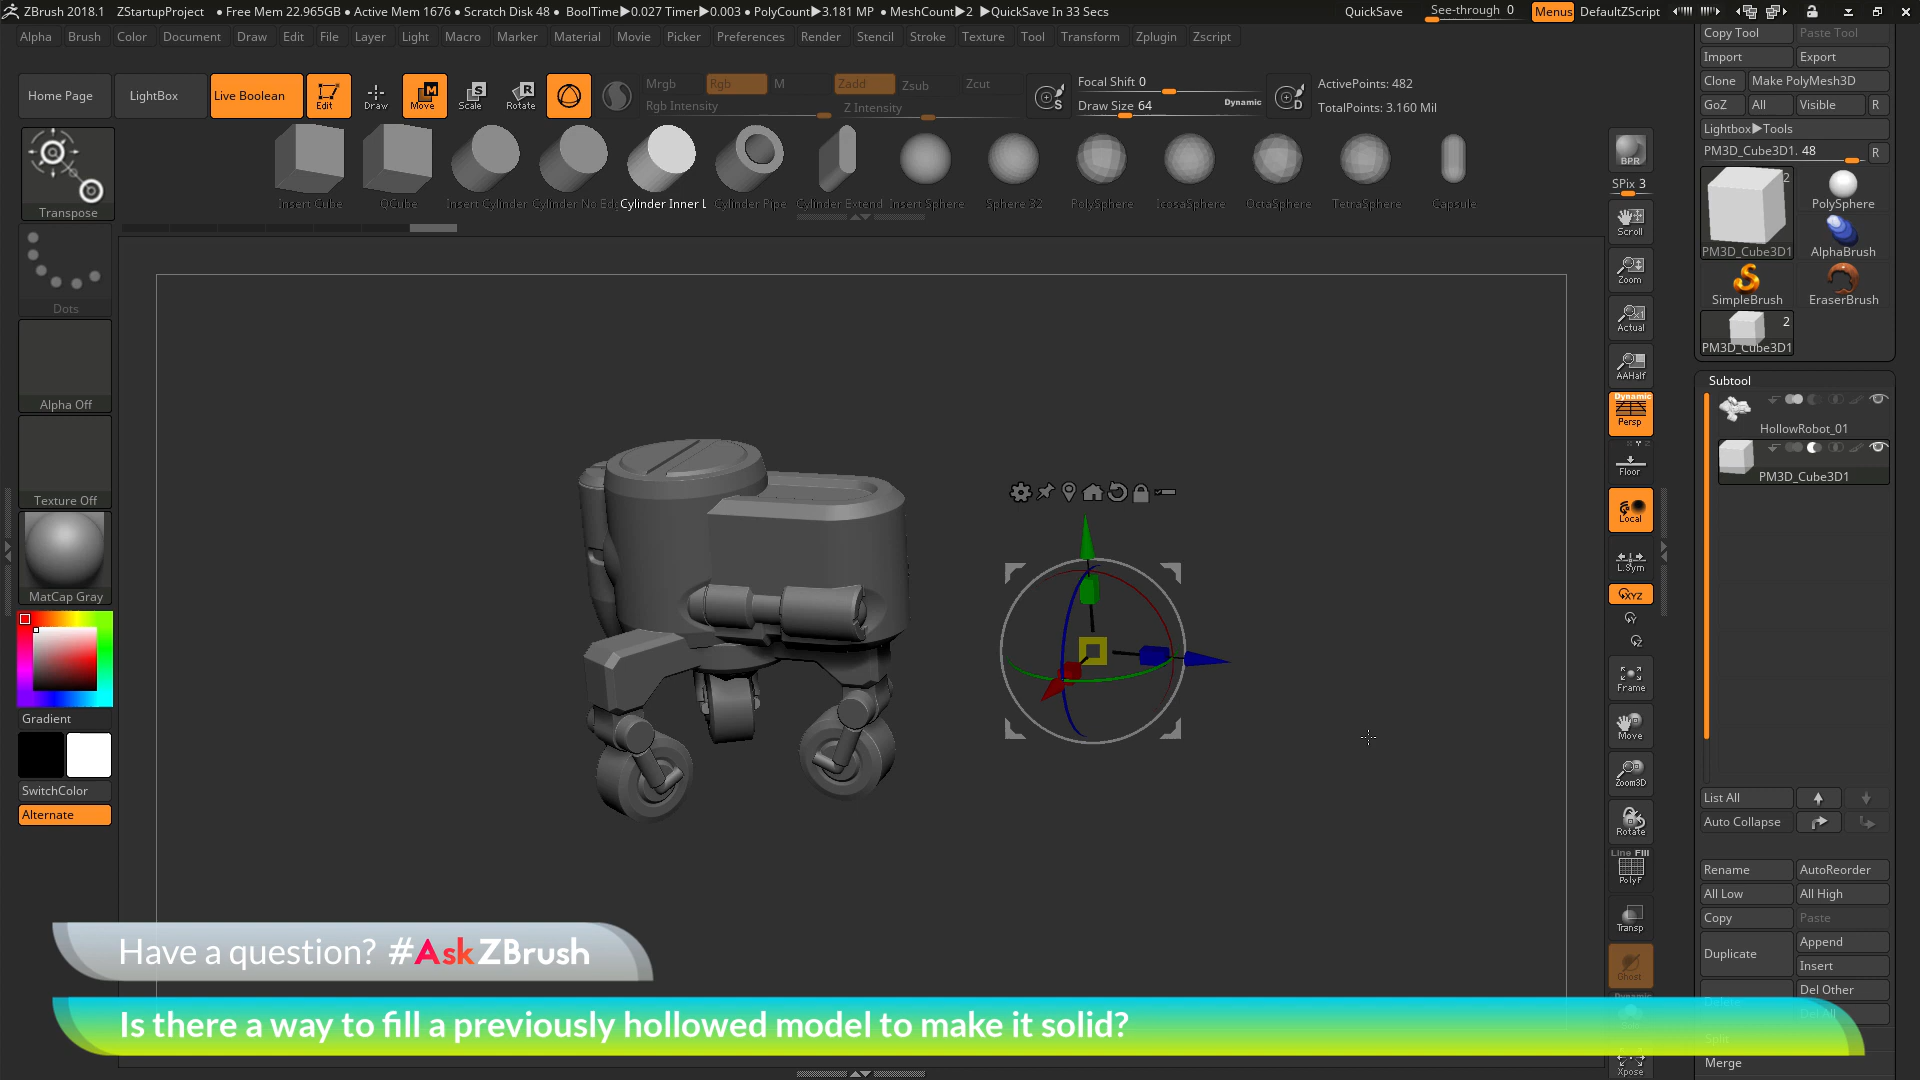 ZBrush 2018.1 ZStartupProject • Free Mem 22.965GB • Active Mem 1676 • Scratch Disk 48 • BoolTime▶0.027 Timer▶0.003 • PolyCount▶3.181 MP • MeshCount▶2 ▶QuickSave In 33 Secs QuickSave See-through 0 Menus DefaultZScript
Alpha Brush Color Document Draw Edit File Layer Light Macro Marker Material Movie Picker Preferences Render Stencil Stroke Texture Tool Transform Zplugin Zscript
Home Page LightBox Live Boolean Edit Draw Move Scale Rotate
Mrgb Rgb M Zadd Zsub Zcut
Rgb Intensity Z Intensity
Focal Shift 0
Draw Size 64 Dynamic
ActivePoints: 482
TotalPoints: 3.160 Mil
Insert Cube QCube Insert Cylinder Cylinder No Ed Cylinder Inner L Cylinder Pipe Cylinder Extend Insert Sphere Sphere 32 PolySphere IcosaSphere OctaSphere TetraSphere Capsule
Transpose
Dots
Alpha Off
Texture Off
MatCap Gray
Gradient
SwitchColor
Alternate
BPR
SPix 3
Scroll
Zoom
Actual
AAHalf
Dynamic
Persp
Floor
Local
L.Sym
XYZ
Frame
Move
Zoom3D
Rotate
Line Fill
PolyF
Transp
Ghost
Dynamic
Xpose
Copy Tool Paste Tool
Import Export
Clone Make PolyMesh3D
GoZ All Visible R
Lightbox▶Tools
PM3D_Cube3D1. 48 R
2
PM3D_Cube3D1 PolySphere
AlphaBrush
SimpleBrush EraserBrush
2
PM3D_Cube3D1
Subtool
HollowRobot_01
PM3D_Cube3D1
List All
Auto Collapse
Rename AutoReorder
All Low All High
Copy Paste
Duplicate Append
Insert
Del Other
Delete Del All
Split
Merge
Have a question? #AskZBrush
Is there a way to fill a previously hollowed model to make it solid?